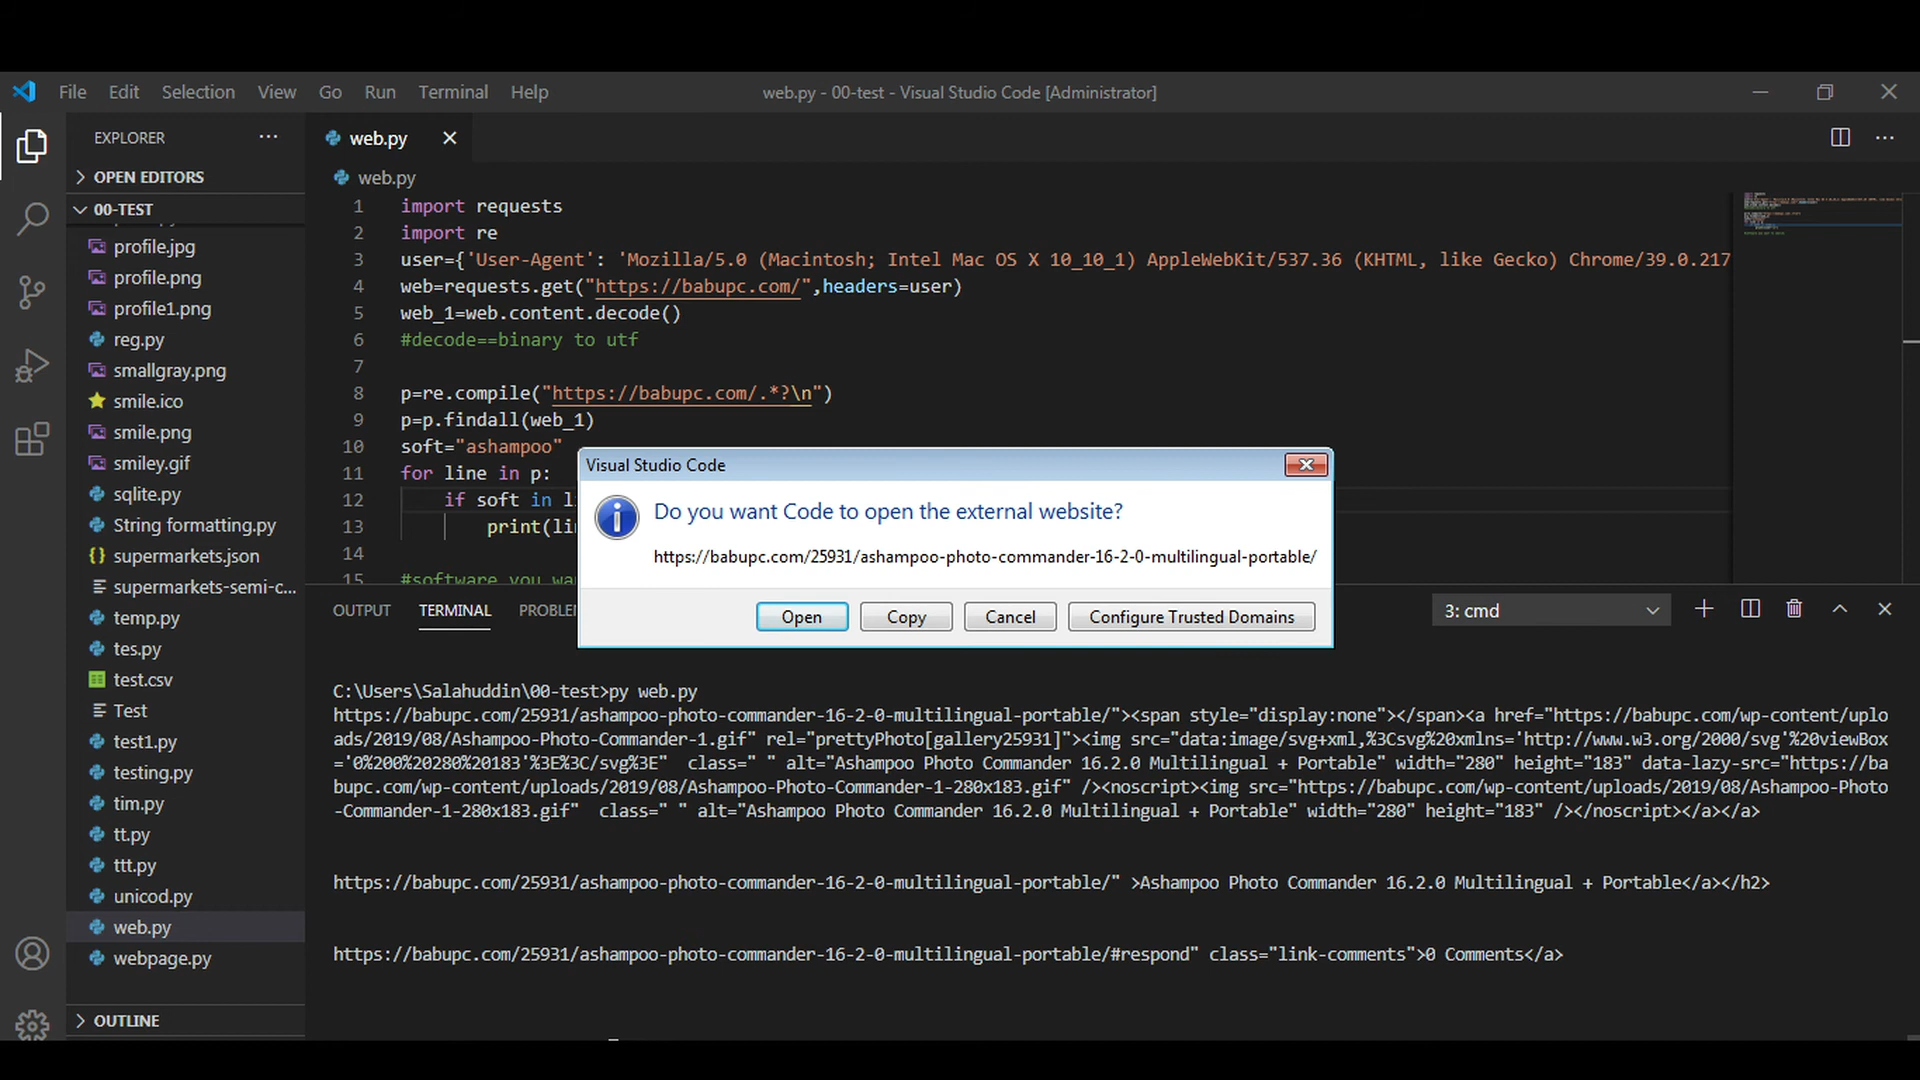 File Edit Selection View Go Run Terminal Help
web.py - 00-test - Visual Studio Code [Administrator]
EXPLORER
OPEN EDITORS
00-TEST
profile.jpg
profile.png
profile1.png
reg.py
smallgray.png
smile.ico
smile.png
smiley.gif
sqlite.py
String formatting.py
supermarkets.json
supermarkets-semi-c...
temp.py
tes.py
test.csv
Test
test1.py
testing.py
tim.py
tt.py
ttt.py
unicod.py
web.py
webpage.py
OUTLINE
web.py
web.py
1 import requests
2 import re
3 user={'User-Agent': 'Mozilla/5.0 (Macintosh; Intel Mac OS X 10_10_1) AppleWebKit/537.36 (KHTML, like Gecko) Chrome/39.0.217
4 web=requests.get("https://babupc.com/",headers=user)
5 web_1=web.content.decode()
6 #decode==binary to utf
7
8 p=re.compile("https://babupc.com/.*?\n")
9 p=p.findall(web_1)
10 soft="ashampoo"
11 for line in p:
12 if soft in li
13 print(lin
14
15 #software you wa
Visual Studio Code
Do you want Code to open the external website?
https://babupc.com/25931/ashampoo-photo-commander-16-2-0-multilingual-portable/
Open Copy Cancel Configure Trusted Domains
OUTPUT TERMINAL PROBLEM
3: cmd
C:\Users\Salahuddin\00-test>py web.py
https://babupc.com/25931/ashampoo-photo-commander-16-2-0-multilingual-portable/"><span style="display:none"></span><a href="https://babupc.com/wp-content/uplo
ads/2019/08/Ashampoo-Photo-Commander-1.gif" rel="prettyPhoto[gallery25931]"><img src="data:image/svg+xml,%3Csvg%20xmlns='http://www.w3.org/2000/svg'%20viewBox
='0%200%20280%20183'%3E%3C/svg%3E"  class=" " alt="Ashampoo Photo Commander 16.2.0 Multilingual + Portable" width="280" height="183" data-lazy-src="https://ba
bupc.com/wp-content/uploads/2019/08/Ashampoo-Photo-Commander-1-280x183.gif" /><noscript><img src="https://babupc.com/wp-content/uploads/2019/08/Ashampoo-Photo
-Commander-1-280x183.gif"  class=" " alt="Ashampoo Photo Commander 16.2.0 Multilingual + Portable" width="280" height="183" /></noscript></a></a>
https://babupc.com/25931/ashampoo-photo-commander-16-2-0-multilingual-portable/" >Ashampoo Photo Commander 16.2.0 Multilingual + Portable</a></h2>
https://babupc.com/25931/ashampoo-photo-commander-16-2-0-multilingual-portable/#respond" class="link-comments">0 Comments</a>